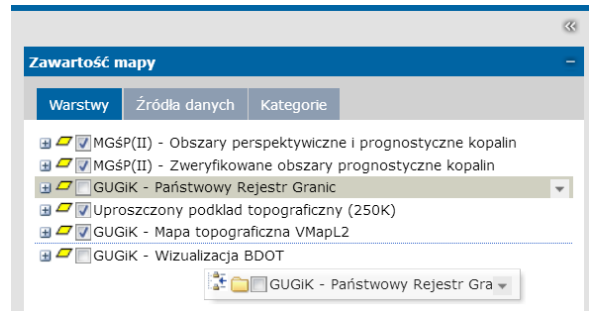 Zawartość mapy
Warstwy Źródła danych Kategorie
MGśP(II) - Obszary perspektywiczne i prognostyczne kopalin
MGśP(II) - Zweryfikowane obszary prognostyczne kopalin
GUGiK - Państwowy Rejestr Granic
Uproszczony podkład topograficzny (250K)
GUGiK - Mapa topograficzna VMapL2
GUGiK - Wizualizacja BDOT
GUGiK - Państwowy Rejestr Gra